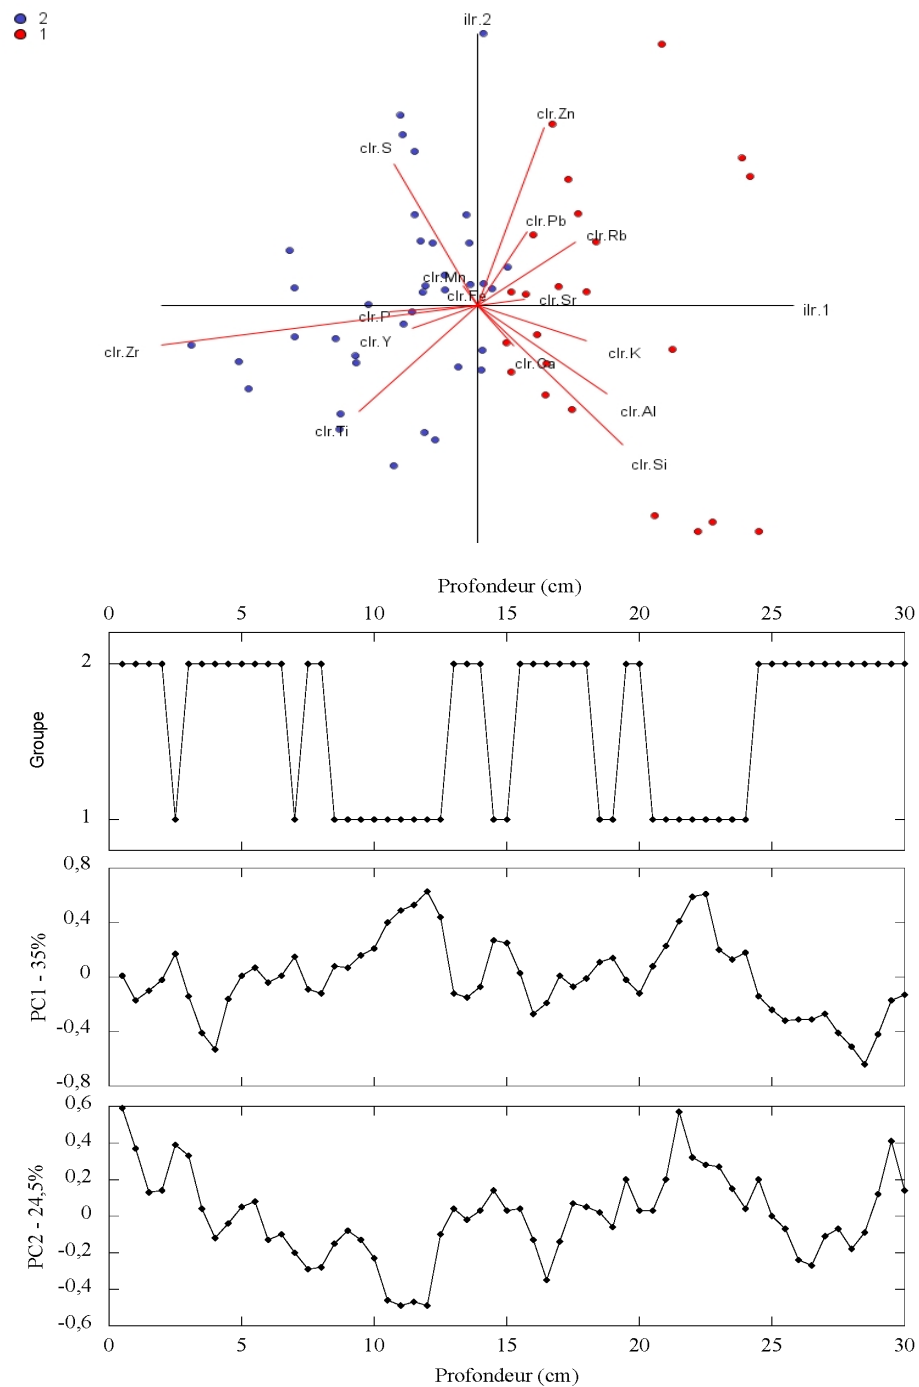 2
1
ilr.2
clr.Zn
clr.S
clr.Pb
clr.Rb
clr.Mn
clr.Fe
clr.Sr
ilr.1
clr.P
clr.Y
clr.Zr
clr.K
clr.Ca
clr.Al
clr.Ti
clr.Si
Profondeur (cm)
0 5 10 15 20 25 30
2
Groupe
1
0,8
0,4
PC1 - 35%
0
-0,4
-0,8
0,6
0,4
0,2
PC2 - 24,5%
0
-0,2
-0,4
-0,6
0 5 10 15 20 25 30
Profondeur (cm)